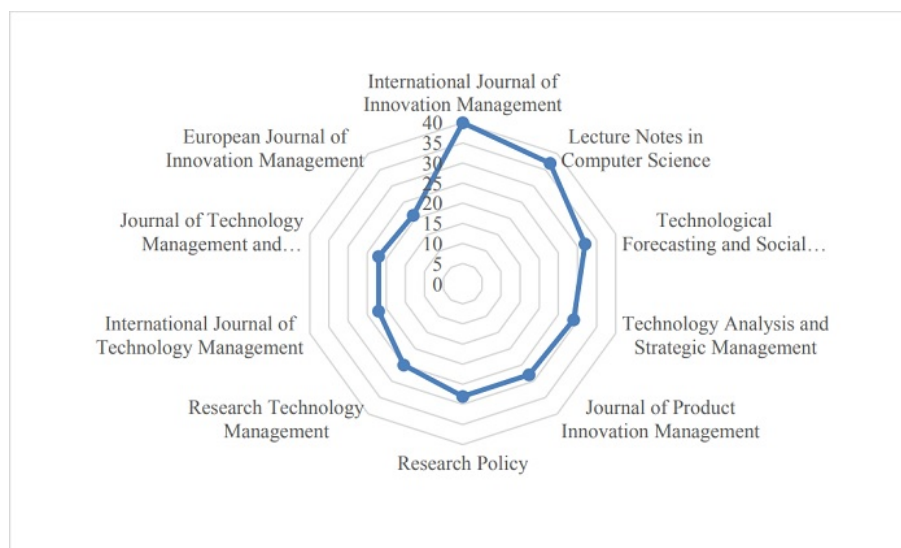 International Journal of
Innovation Management
40
35
30
25
20
15
10
5
0
Lecture Notes in
Computer Science
Technological
Forecasting and Social...
Technology Analysis and
Strategic Management
Journal of Product
Innovation Management
Research Policy
Research Technology
Management
International Journal of
Technology Management
Journal of Technology
Management and...
European Journal of
Innovation Management